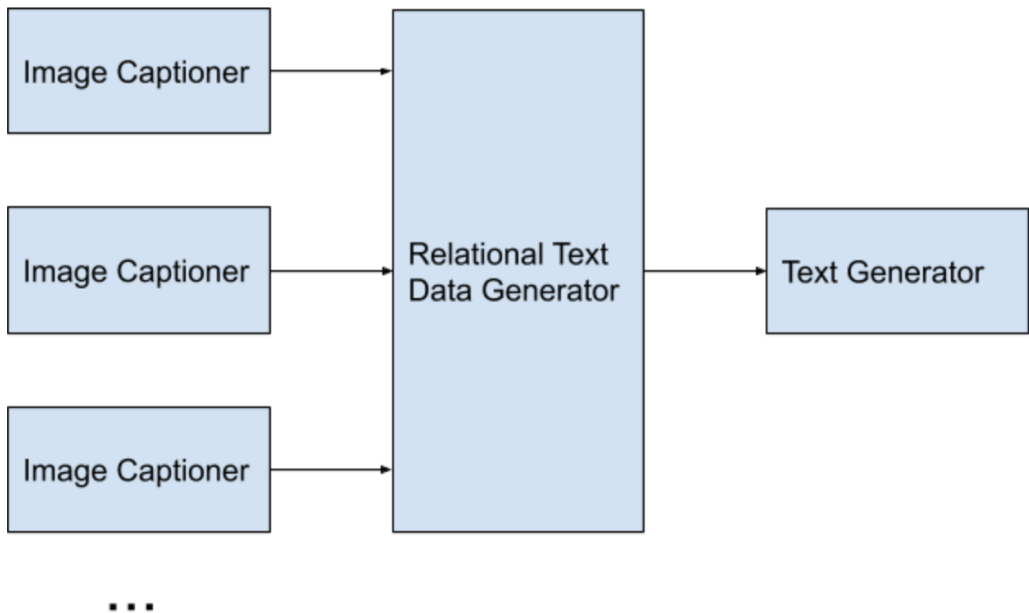 Image Captioner
Image Captioner
Image Captioner
...
Relational Text
Data Generator
Text Generator